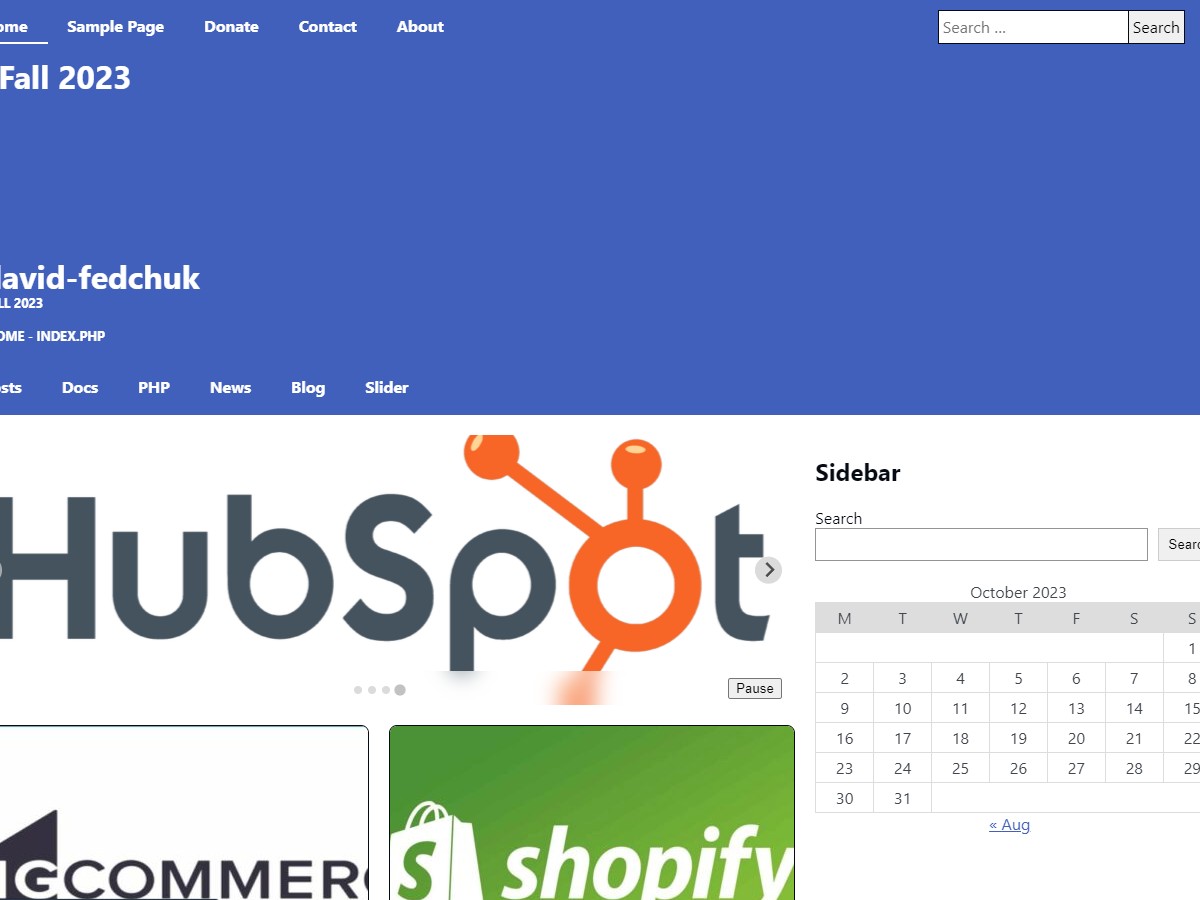 ome Sample Page Donate Contact About
Search ... Search
Fall 2023
david-fedchuk
LL 2023
OME - INDEX.PHP
sts Docs PHP News Blog Slider
HubSpot
Pause
Sidebar
Search
Searc
October 2023
M T W T F S S
1
2 3 4 5 6 7 8
9 10 11 12 13 14 15
16 17 18 19 20 21 22
23 24 25 26 27 28 29
30 31
« Aug
IGCOMMERC
S shopify